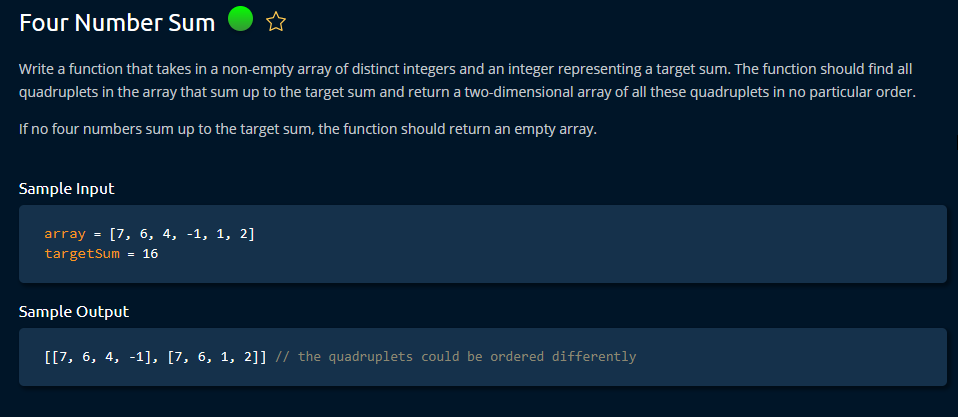 Four Number Sum
Write a function that takes in a non-empty array of distinct integers and an integer representing a target sum. The function should find all
quadruplets in the array that sum up to the target sum and return a two-dimensional array of all these quadruplets in no particular order.
If no four numbers sum up to the target sum, the function should return an empty array.
Sample Input
array = [7, 6, 4, -1, 1, 2]
targetSum = 16
Sample Output
[[7, 6, 4, -1], [7, 6, 1, 2]] // the quadruplets could be ordered differently